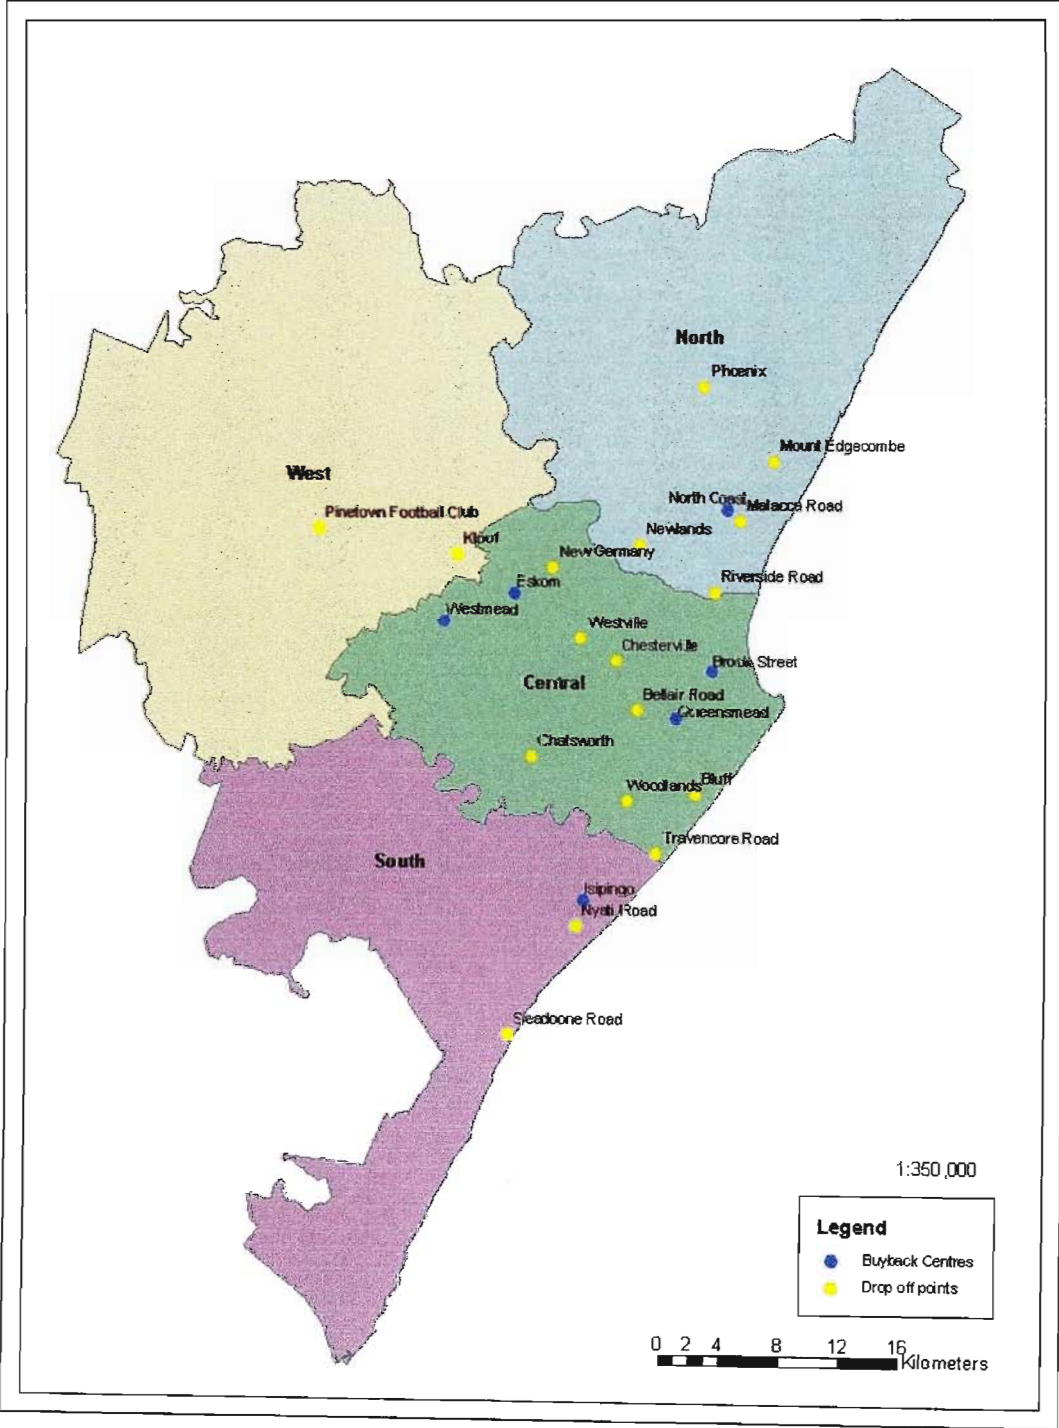 North
Phoenix
Mount Edgecombe
West
North Coast
Malacca Road
Pinetown Football Club
Newlands
Kloof
New Germany
Riverside Road
Eskom
Westmead
Westville
Chesterville
Brook Street
Central
Bellair Road
Queensmead
Chatsworth
Bluff
Woodlands
Travencore Road
South
Isipingo
Nyati Road
Seadoone Road
1:350,000
Legend
Buyback Centres
Drop off points
0 2 4 8 12 16
Kilometers